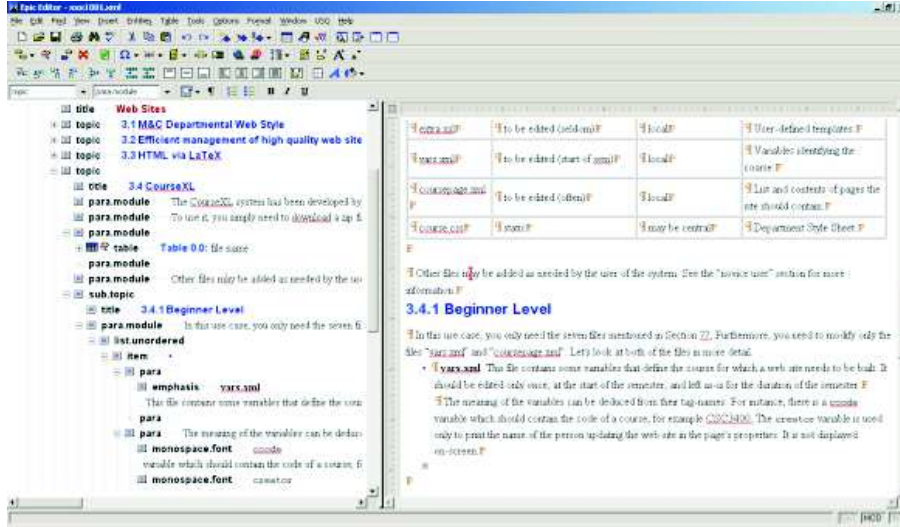 Epic Editor - xxxc1001.xml
File Edit Find View Insert Entities Table Tools Options Format Window USQ Help
topic para.module B I U
title Web Sites
topic 3.1 M&C Departmental Web Style
topic 3.2 Efficient management of high quality web site
topic 3.3 HTML via LaTeX
topic
title 3.4 CourseXL
para.module The CourseXL system has been developed by
para.module To use it, you simply need to download a zip fi
para.module
table Table 0.0: file name
para.module
para.module Other files may be added as needed by the use
sub.topic
title 3.4.1 Beginner Level
para.module In this use case, you only need the seven fi
list.unordered
item
para
emphasis vars.xml
This file contains some variables that define the cour
para
para The meaning of the variables can be deduc
monospace.font ccode
variable which should contain the code of a course, f
monospace.font creator
extra.xml to be edited (seldom) local User-defined templates
vars.xml to be edited (start of sem) local Variables identifying the
course
coursepage.xml to be edited (often) local List and contents of pages the
site should contain
course.css static may be central Department Style Sheet
Other files may be added as needed by the user of the system. See the "novice user" section for more
information
3.4.1 Beginner Level
In this use case, you only need the seven files mentioned in Section ??. Furthermore, you need to modify only the
files "vars.xml" and "coursepage.xml". Let's look at both of the files in more detail.
• vars.xml This file contains some variables that define the course for which a web site needs to be built. It
should be edited only once, at the start of the semester, and left as-is for the duration of the semester
The meaning of the variables can be deduced from their tag-names. For instance, there is a ccode
variable which should contain the code of a course, for example CSC3400. The creator variable is used
only to print the name of the person updating the web site in the page's properties. It is not displayed
on-screen
MOD